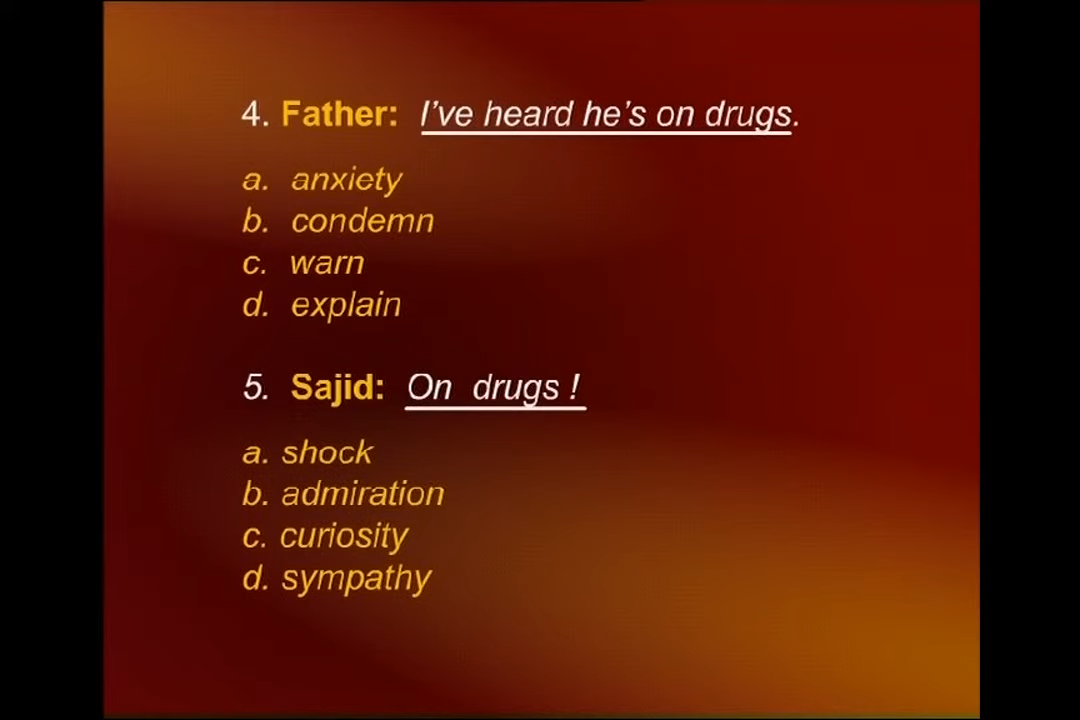 4. Father: I've heard he's on drugs.
a. anxiety
b. condemn
c. warn
d. explain
5. Sajid: On drugs !
a. shock
b. admiration
c. curiosity
d. sympathy